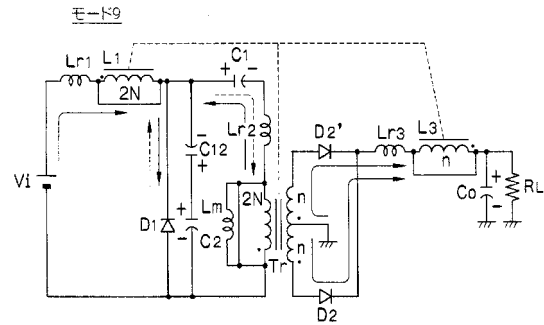 モード9
Lr1
L1
2N
C1
+ -
Lr2
- C12 +
Vi
D1
+ C2 -
Lm
2N
Tr
n
n
D2'
D2
Lr3
L3
n
Co
+ -
RL